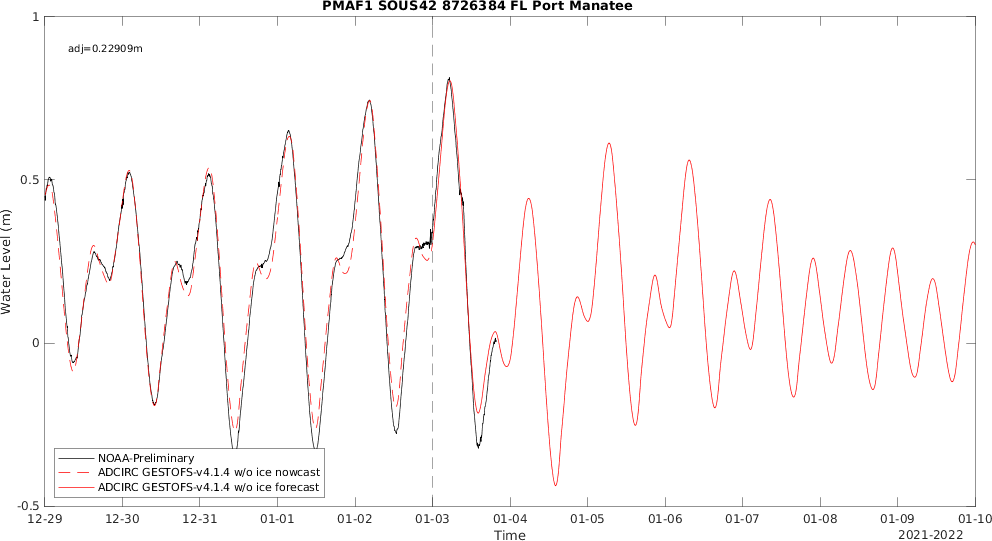 PMAF1 SOUS42 8726384 FL Port Manatee
adj=0.22909m
1
0.5
0
-0.5
Water Level (m)
NOAA-Preliminary
ADCIRC GESTOFS-v4.1.4 w/o ice nowcast
ADCIRC GESTOFS-v4.1.4 w/o ice forecast
12-29 12-30 12-31 01-01 01-02 01-03 01-04 01-05 01-06 01-07 01-08 01-09 01-10
Time
2021-2022